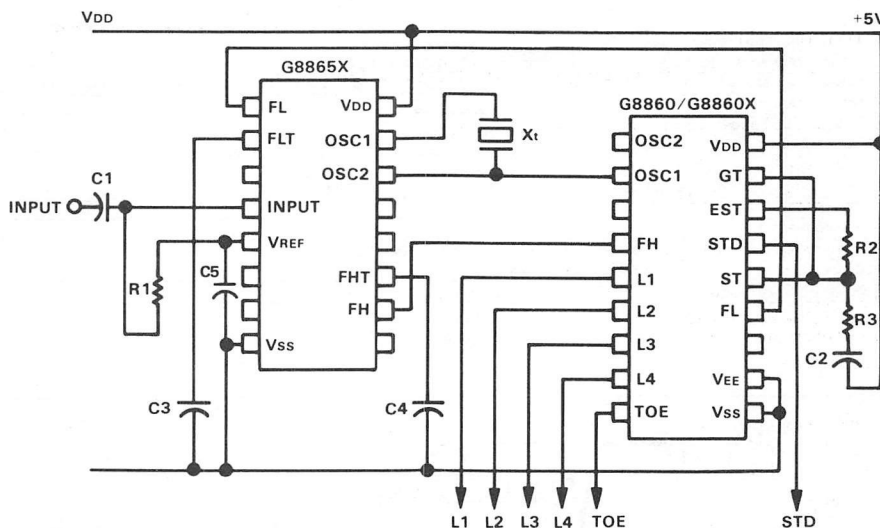 VDD
+5V
G8865X
FL
FLT
INPUT
VREF
VSS
VDD
OSC1
OSC2
FHT
FH
INPUT
C1
R1
C5
C3
C4
Xt
G8860/G8860X
OSC2
OSC1
FH
L1
L2
L3
L4
TOE
VDD
GT
EST
STD
ST
FL
VEE
VSS
R2
R3
C2
L1 L2 L3 L4 TOE STD